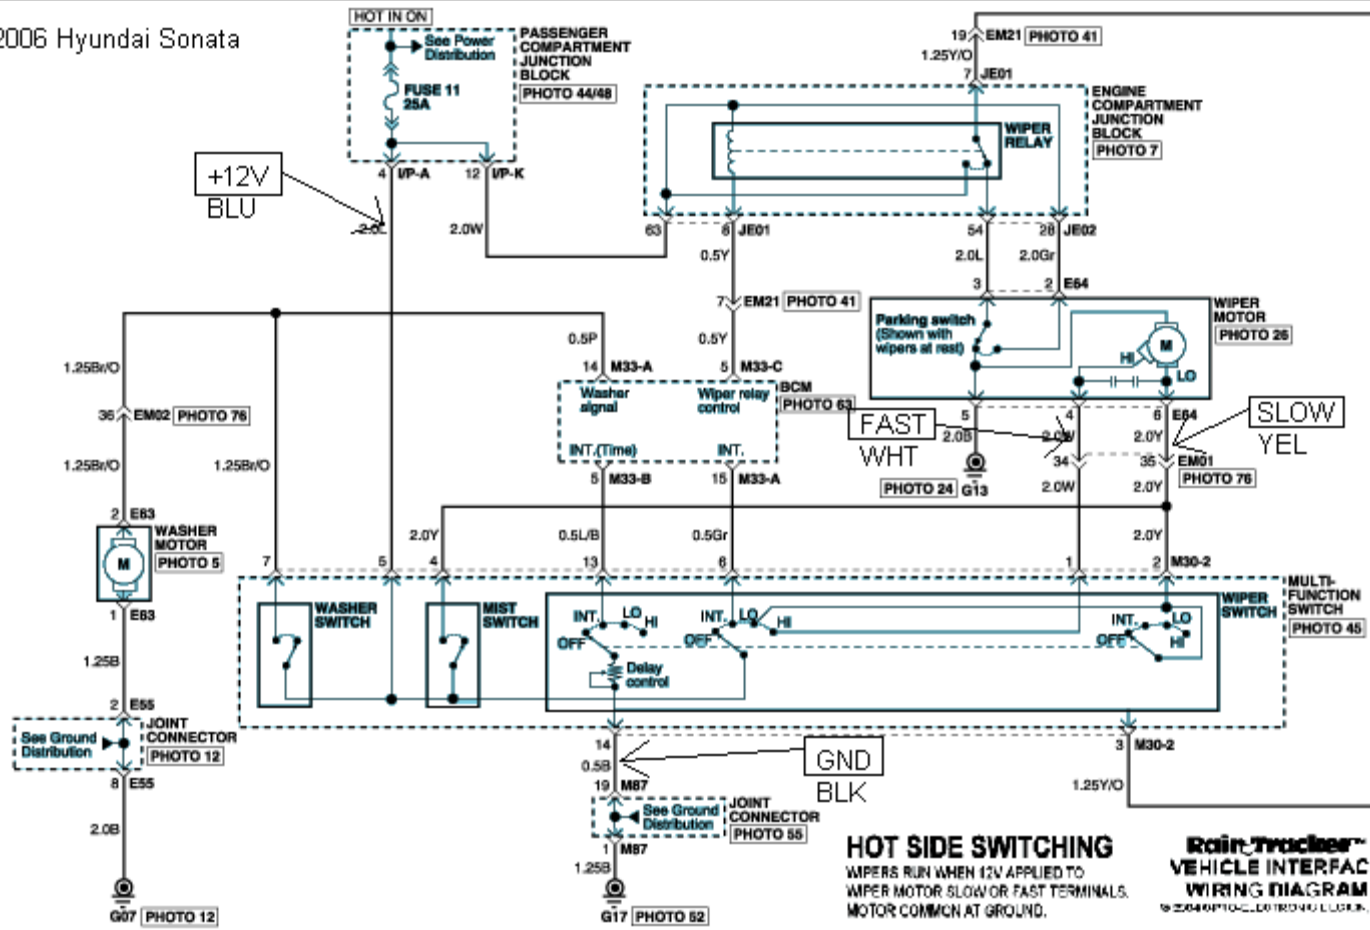 2006 Hyundai Sonata
HOT IN ON
See Power
Distribution
FUSE 11
25A
PASSENGER
COMPARTMENT
JUNCTION
BLOCK
PHOTO 44/48
4 I/P-A
12 I/P-K
+12V
BLU
2.0L
2.0W
19 EM21 PHOTO 41
1.25Y/O
7 JE01
ENGINE
COMPARTMENT
JUNCTION
BLOCK
PHOTO 7
WIPER
RELAY
63
6 JE01
54
28 JE02
0.5Y
2.0L
2.0Gr
7 EM21 PHOTO 41
3
2 E64
0.5P
0.5Y
14 M33-A
5 M33-C
Washer
signal
Wiper relay
control
BCM
PHOTO 63
INT.(Time)
INT.
5 M33-B
15 M33-A
0.5L/B
0.5Gr
Parking switch
(Shown with
wipers at rest)
M
HI
LO
WIPER
MOTOR
PHOTO 26
5
4
6 E64
2.0B
2.0W
2.0Y
FAST
WHT
SLOW
YEL
34
35 EM01
PHOTO 76
PHOTO 24 G13
2.0W
2.0Y
2.0Y
1.25Br/O
36 EM02 PHOTO 76
1.25Br/O
1.25Br/O
2 E63
M
WASHER
MOTOR
PHOTO 5
1 E63
1.25B
2 E55
See Ground
Distribution
JOINT
CONNECTOR
PHOTO 12
8 E55
2.0B
G07 PHOTO 12
2.0Y
7
5
4
13
6
1
2 M30-2
WASHER
SWITCH
MIST
SWITCH
INT.
LO
HI
OFF
Delay
control
INT.
LO
HI
OFF
INT.
LO
HI
OFF
WIPER
SWITCH
MULTI-
FUNCTION
SWITCH
PHOTO 45
14
0.5B
19 M87
See Ground
Distribution
JOINT
CONNECTOR
PHOTO 55
1 M87
1.25B
G17 PHOTO 52
GND
BLK
3 M30-2
1.25Y/O
HOT SIDE SWITCHING
WIPERS RUN WHEN 12V APPLIED TO
WIPER MOTOR SLOW OR FAST TERMINALS.
MOTOR COMMON AT GROUND.
Rain Tracker™
VEHICLE INTERFAC
WIRING DIAGRAM